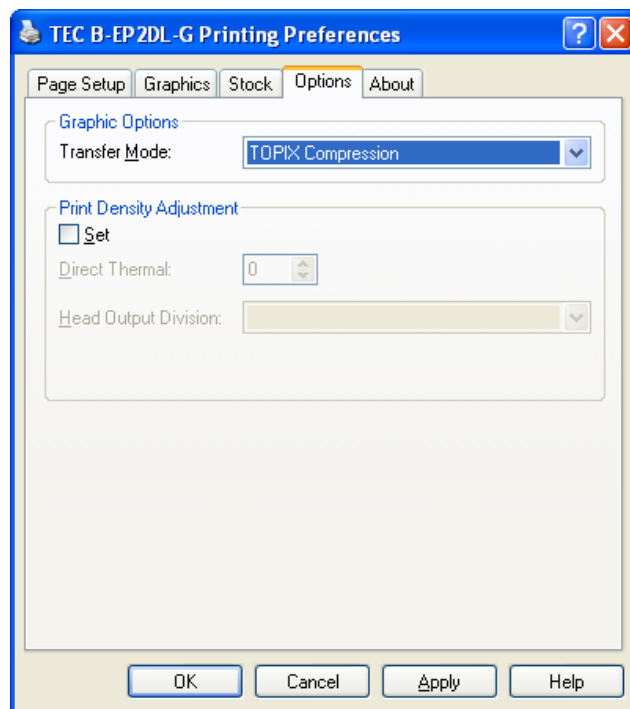 TEC B-EP2DL-G Printing Preferences
Page Setup Graphics Stock Options About
Graphic Options
Transfer Mode: TOPIX Compression
Print Density Adjustment
Set
Direct Thermal: 0
Head Output Division:
OK Cancel Apply Help